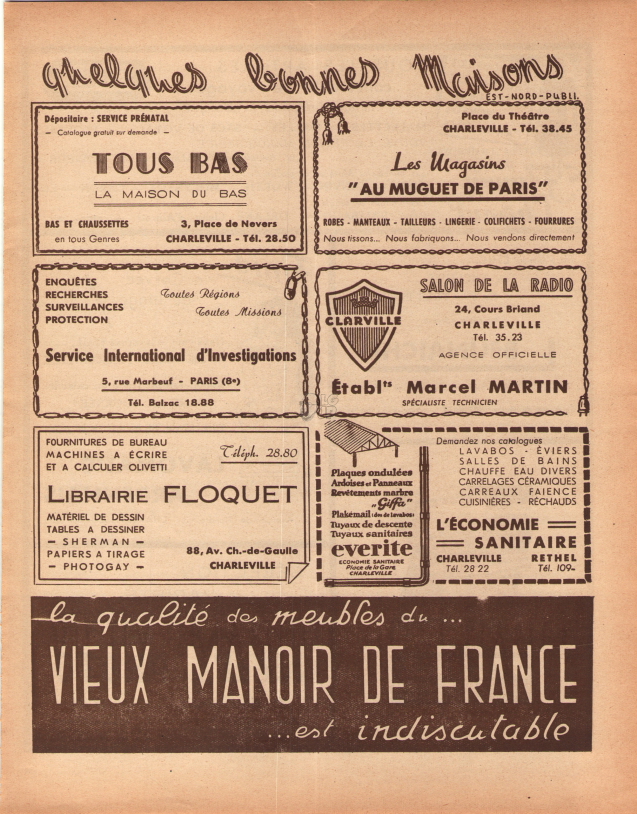 Quelques bonnes Maisons
EST-NORD-PUBLI.
Dépositaire : SERVICE PRÉNATAL
— Catalogue gratuit sur demande —
TOUS BAS
LA MAISON DU BAS
BAS ET CHAUSSETTES
en tous Genres
3, Place de Nevers
CHARLEVILLE - Tél. 28.50
Place du Théâtre
CHARLEVILLE - Tél. 38.45
Les Magasins
"AU MUGUET DE PARIS"
ROBES - MANTEAUX - TAILLEURS - LINGERIE - COLIFICHETS - FOURRURES
Nous tissons... Nous fabriquons... Nous vendons directement
ENQUÊTES
RECHERCHES
SURVEILLANCES
PROTECTION
Toutes Régions
Toutes Missions
Service International d'Investigations
5, rue Marbeuf - PARIS (8e)
Tél. Balzac 18.88
CLARVILLE
SALON DE LA RADIO
24, Cours Briand
CHARLEVILLE
Tél. 35.23
AGENCE OFFICIELLE
Établts Marcel MARTIN
SPÉCIALISTE TECHNICIEN
FOURNITURES DE BUREAU
MACHINES A ÉCRIRE
ET A CALCULER OLIVETTI
Téléph. 28.80
LIBRAIRIE FLOQUET
MATÉRIEL DE DESSIN
TABLES A DESSINER
— SHERMAN —
PAPIERS A TIRAGE
— PHOTOGAY —
88, Av. Ch.-de-Gaulle
CHARLEVILLE
Plaques ondulées
Ardoises et Panneaux
Revêtements marbre
"Giffa"
Plakémail (dos de lavabos)
Tuyaux de descente
Tuyaux sanitaires
everite
ECONOMIE SANITAIRE
Place de la Gare
CHARLEVILLE
Demandez nos catalogues
LAVABOS - ÉVIERS
SALLES DE BAINS
CHAUFFE EAU DIVERS
CARRELAGES CÉRAMIQUES
CARREAUX FAIENCE
CUISINIÈRES - RÉCHAUDS
L'ÉCONOMIE
SANITAIRE
CHARLEVILLE
Tél. 28 22
RETHEL
Tél. 109
la qualité des meubles du ...
VIEUX MANOIR DE FRANCE
...est indiscutable